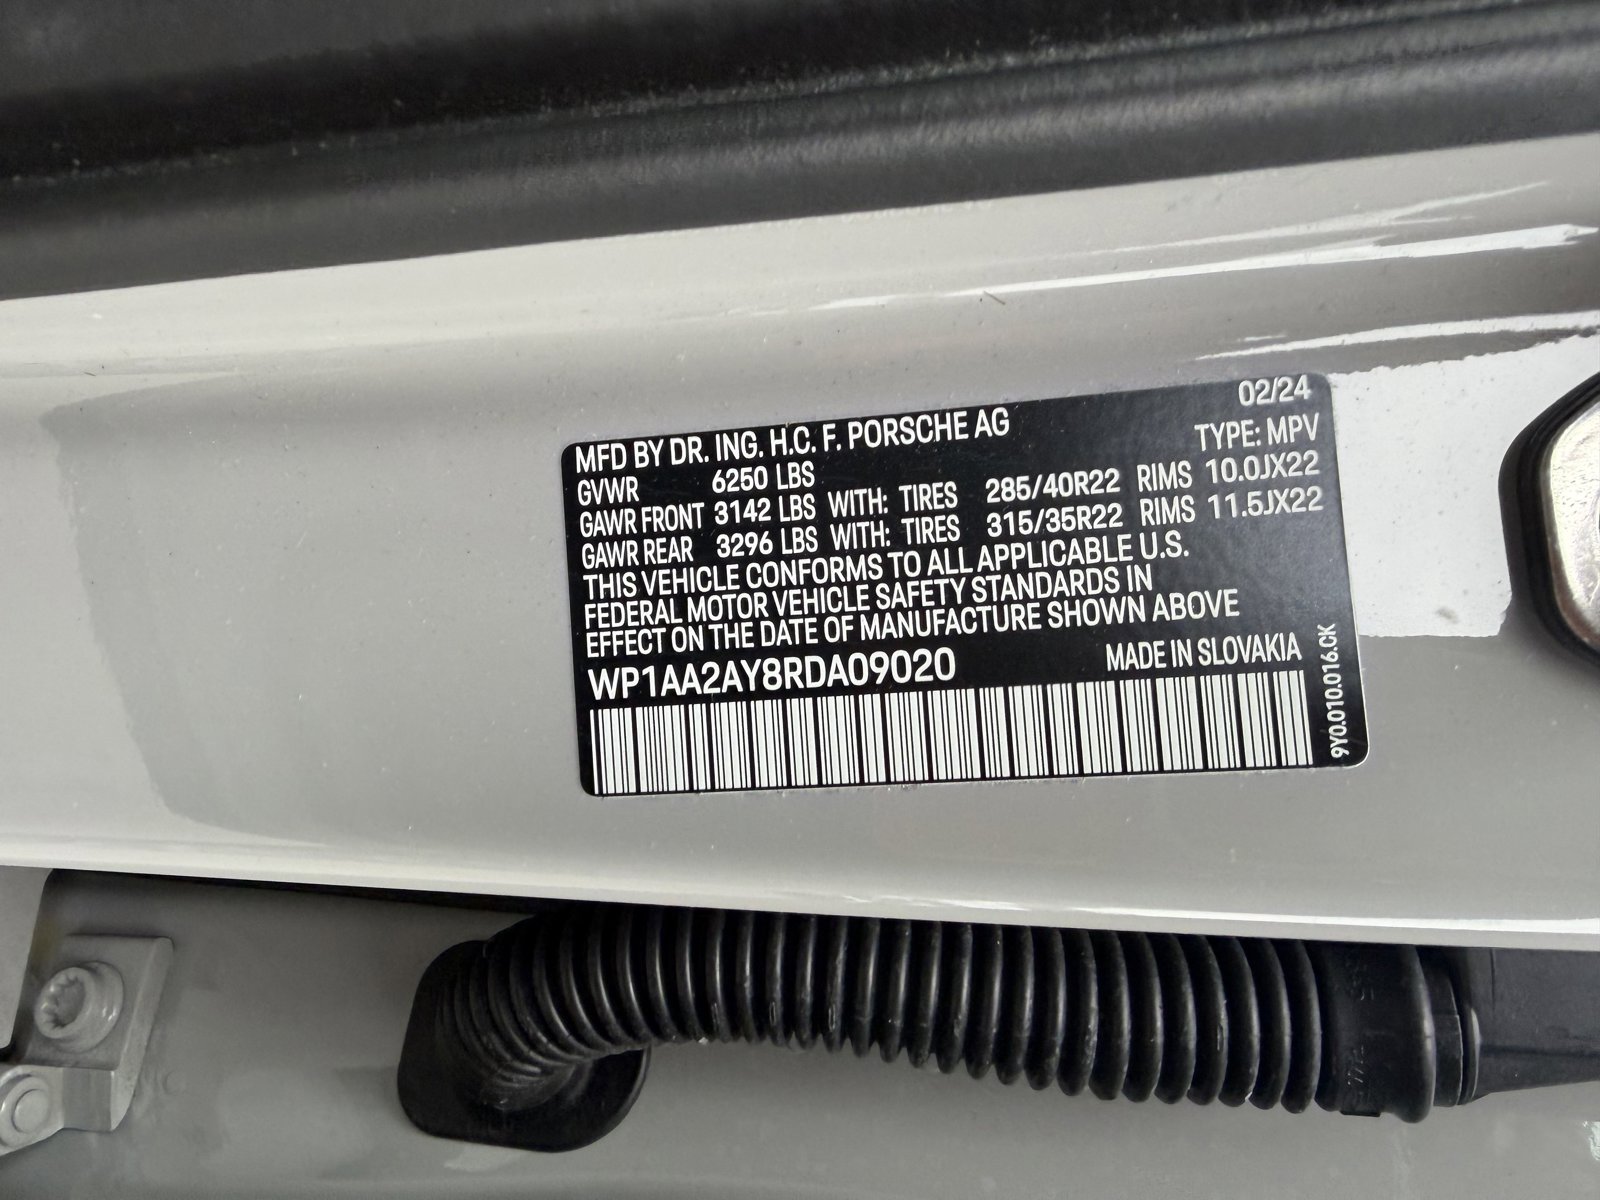 02/24
MFD BY DR. ING. H.C. F. PORSCHE AG TYPE: MPV
GVWR 6250 LBS
GAWR FRONT 3142 LBS WITH: TIRES 285/40R22 RIMS 10.0JX22
GAWR REAR 3296 LBS WITH: TIRES 315/35R22 RIMS 11.5JX22
THIS VEHICLE CONFORMS TO ALL APPLICABLE U.S.
FEDERAL MOTOR VEHICLE SAFETY STANDARDS IN
EFFECT ON THE DATE OF MANUFACTURE SHOWN ABOVE
WP1AA2AY8RDA09020 MADE IN SLOVAKIA
9Y0.010.016.CK